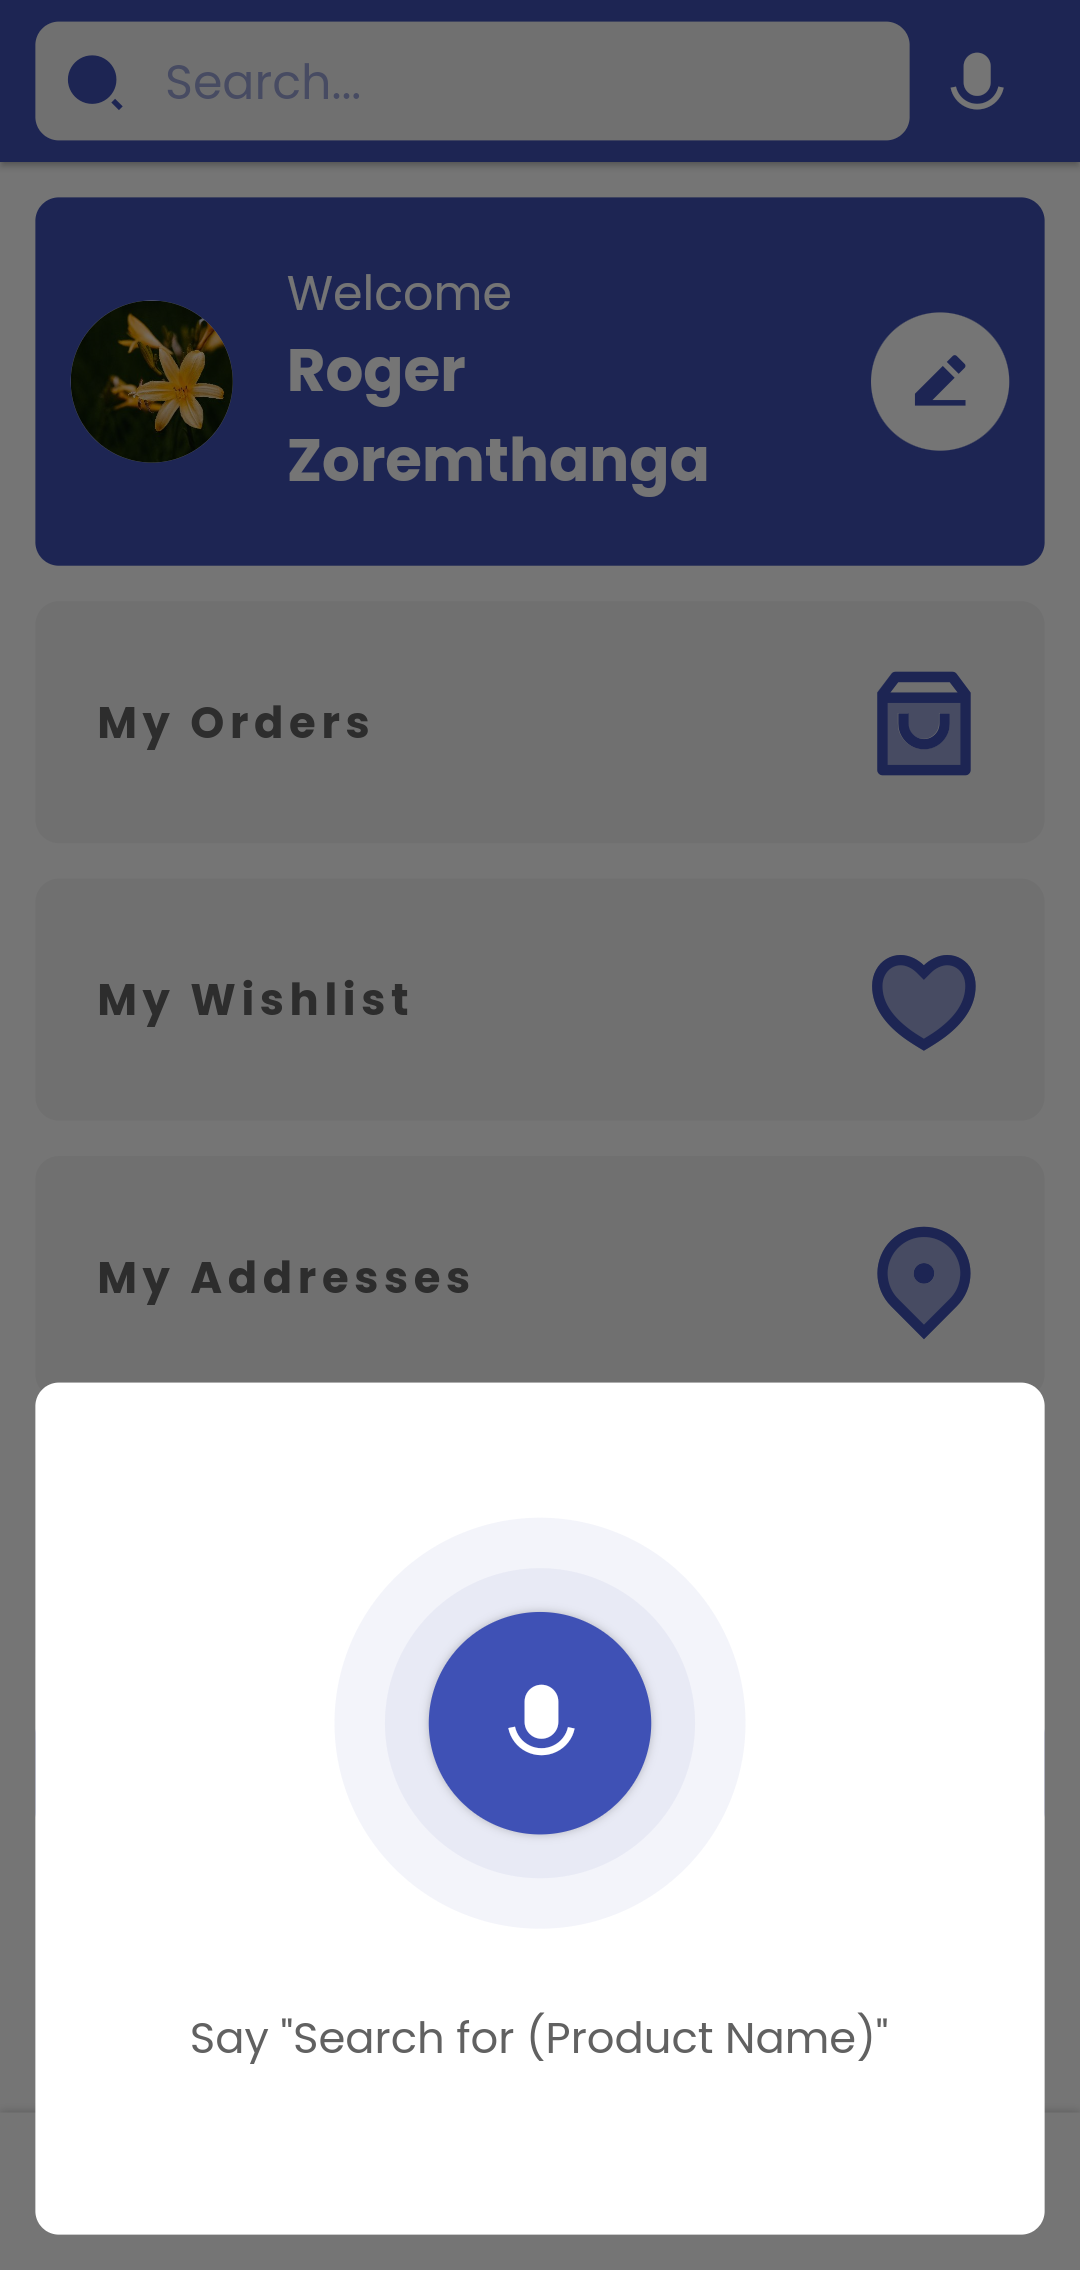 Search...
Welcome
Roger
Zoremthanga
My Orders
My Wishlist
My Addresses
Say "Search for (Product Name)"